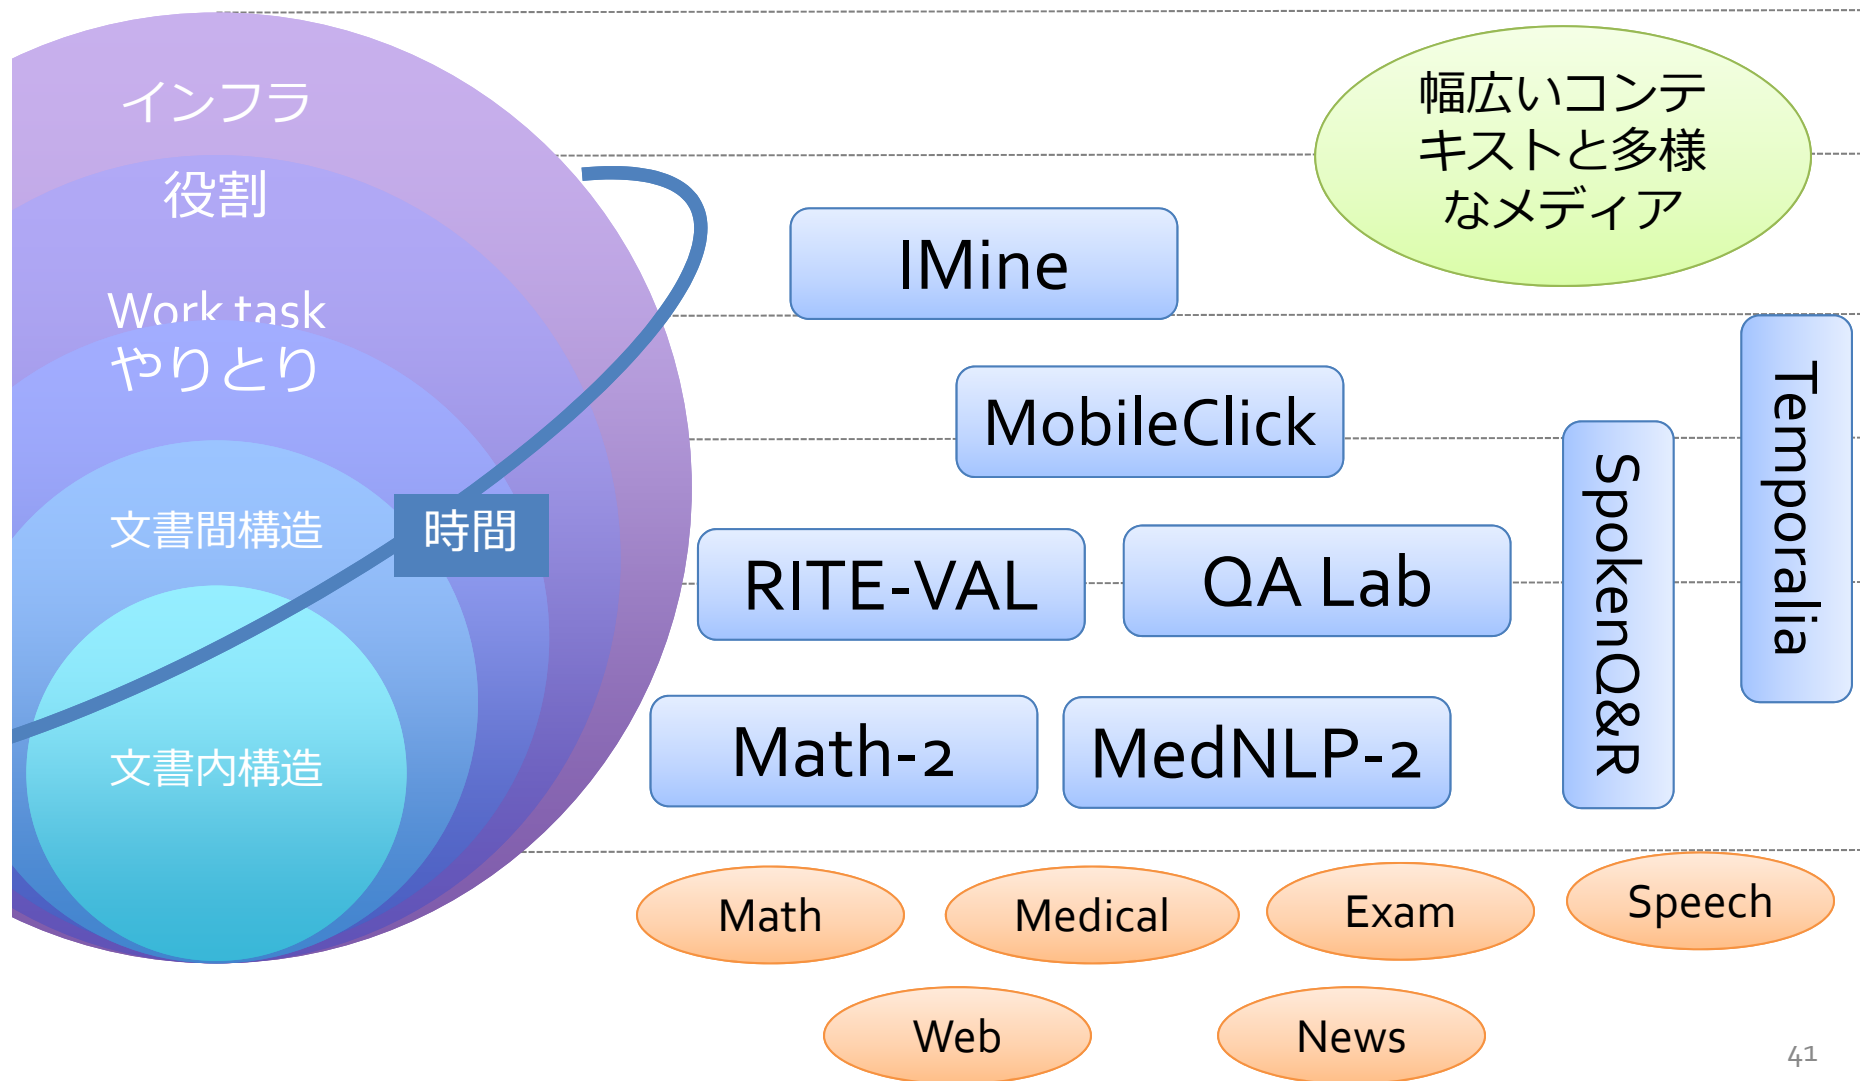 インフラ
役割
Work task
やりとり
文書間構造
時間
文書内構造
幅広いコンテ
キストと多様
なメディア
IMine
MobileClick
RITE-VAL
QA Lab
Math-2
MedNLP-2
SpokenQ&R
Temporalia
Math
Medical
Exam
Speech
Web
News
41